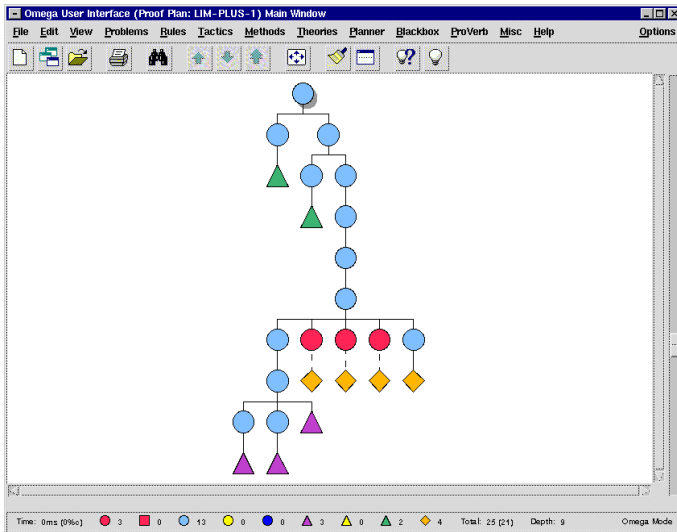 Omega User Interface (Proof Plan: LIM-PLUS-1) Main Window
File Edit View Problems Rules Tactics Methods Theories Planner Blackbox ProVerb Misc Help Options
Time: 0ms (0%c) 3 0 13 0 0 3 0 2 4 Total: 25 (21) Depth: 9 Omega Mode